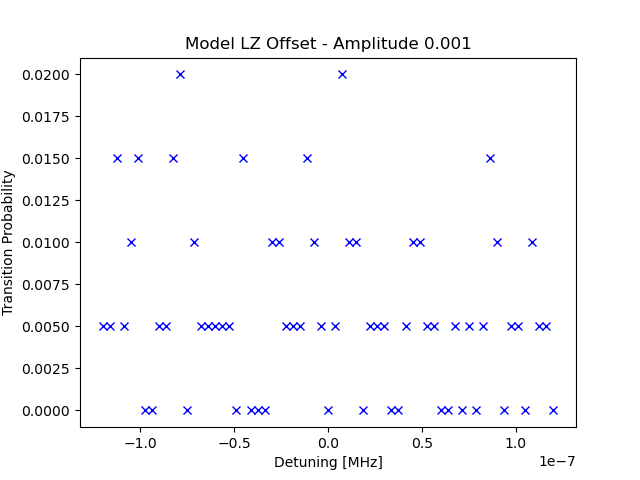 Model LZ Offset - Amplitude 0.001
Transition Probability
0.0200
0.0175
0.0150
0.0125
0.0100
0.0075
0.0050
0.0025
0.0000
−1.0 −0.5 0.0 0.5 1.0
1e−7
Detuning [MHz]